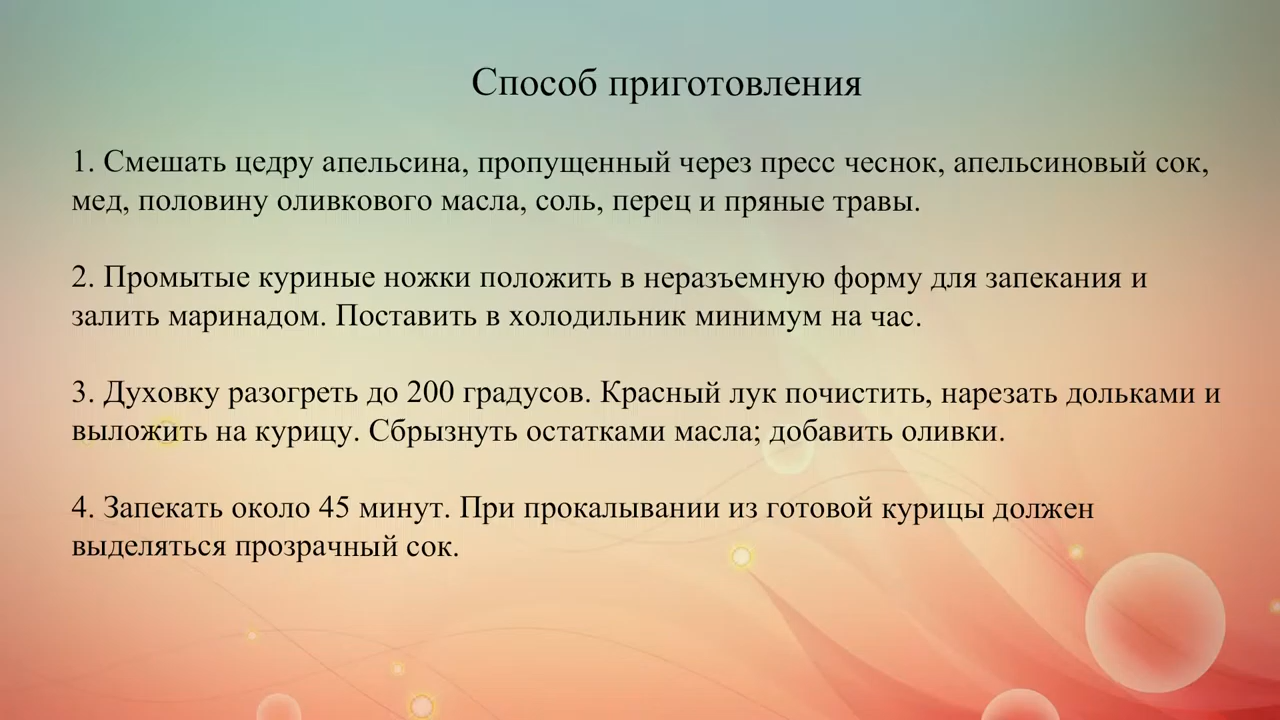 Способ приготовления
1. Смешать цедру апельсина, пропущенный через пресс чеснок, апельсиновый сок,
мед, половину оливкового масла, соль, перец и пряные травы.
2. Промытые куриные ножки положить в неразъемную форму для запекания и
залить маринадом. Поставить в холодильник минимум на час.
3. Духовку разогреть до 200 градусов. Красный лук почистить, нарезать дольками и
выложить на курицу. Сбрызнуть остатками масла; добавить оливки.
4. Запекать около 45 минут. При прокалывании из готовой курицы должен
выделяться прозрачный сок.